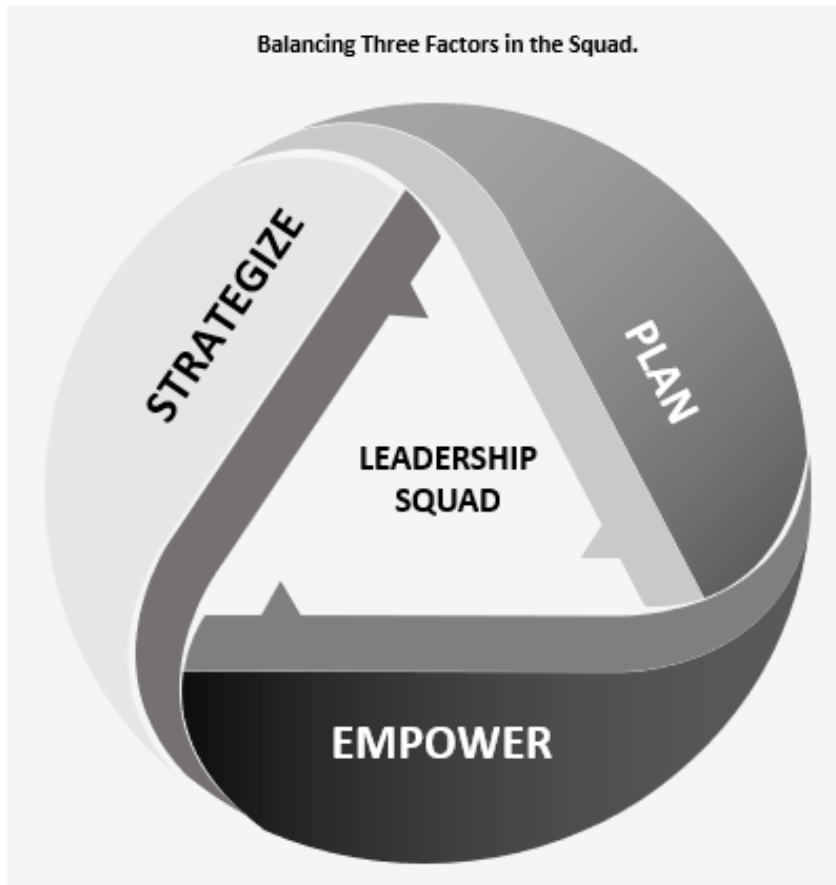 Balancing Three Factors in the Squad.
STRATEGIZE
PLAN
LEADERSHIP
SQUAD
EMPOWER